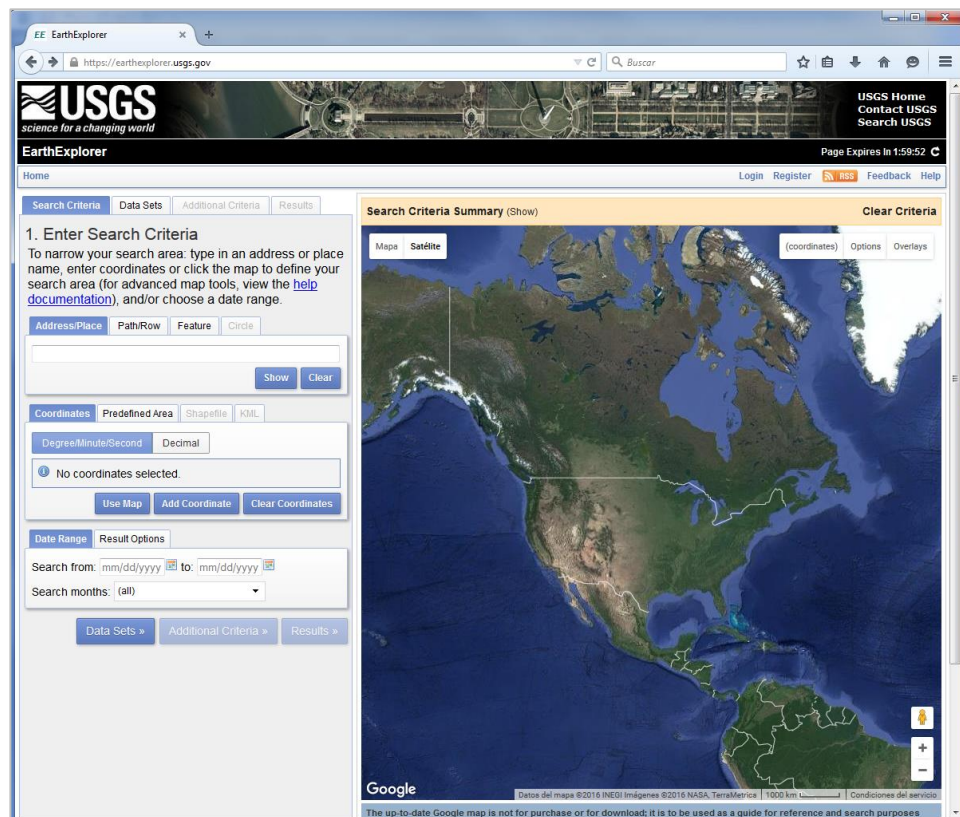 EE EarthExplorer
https://earthexplorer.usgs.gov
Buscar
USGS
science for a changing world
USGS Home
Contact USGS
Search USGS
EarthExplorer
Page Expires In 1:59:52
Home
Login Register RSS Feedback Help
Search Criteria Data Sets Additional Criteria Results
1. Enter Search Criteria
To narrow your search area: type in an address or place
name, enter coordinates or click the map to define your
search area (for advanced map tools, view the help
documentation), and/or choose a date range.
Address/Place Path/Row Feature Circle
Show Clear
Coordinates Predefined Area Shapefile KML
Degree/Minute/Second Decimal
No coordinates selected.
Use Map Add Coordinate Clear Coordinates
Date Range Result Options
Search from: mm/dd/yyyy to: mm/dd/yyyy
Search months: (all)
Data Sets » Additional Criteria » Results »
Search Criteria Summary (Show) Clear Criteria
Mapa Satélite (coordinates) Options Overlays
Google
Datos del mapa ©2016 INEGI Imágenes ©2016 NASA, TerraMetrics 1000 km Condiciones del servicio
The up-to-date Google map is not for purchase or for download; it is to be used as a guide for reference and search purposes